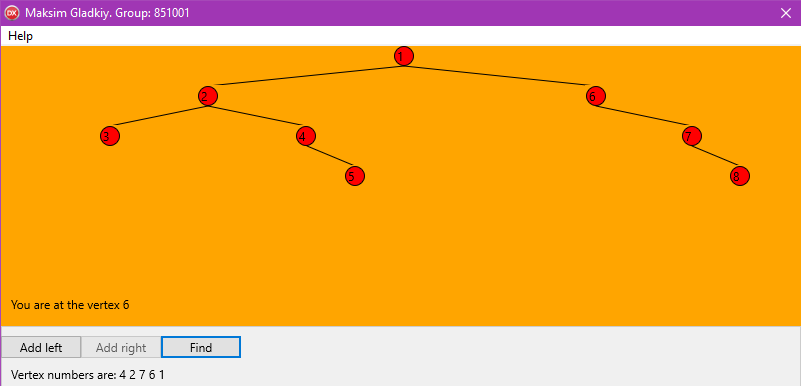 DX Maksim Gladkiy. Group: 851001
Help
1
2 6
3 4 7
5 8
You are at the vertex 6
Add left Add right Find
Vertex numbers are: 4 2 7 6 1